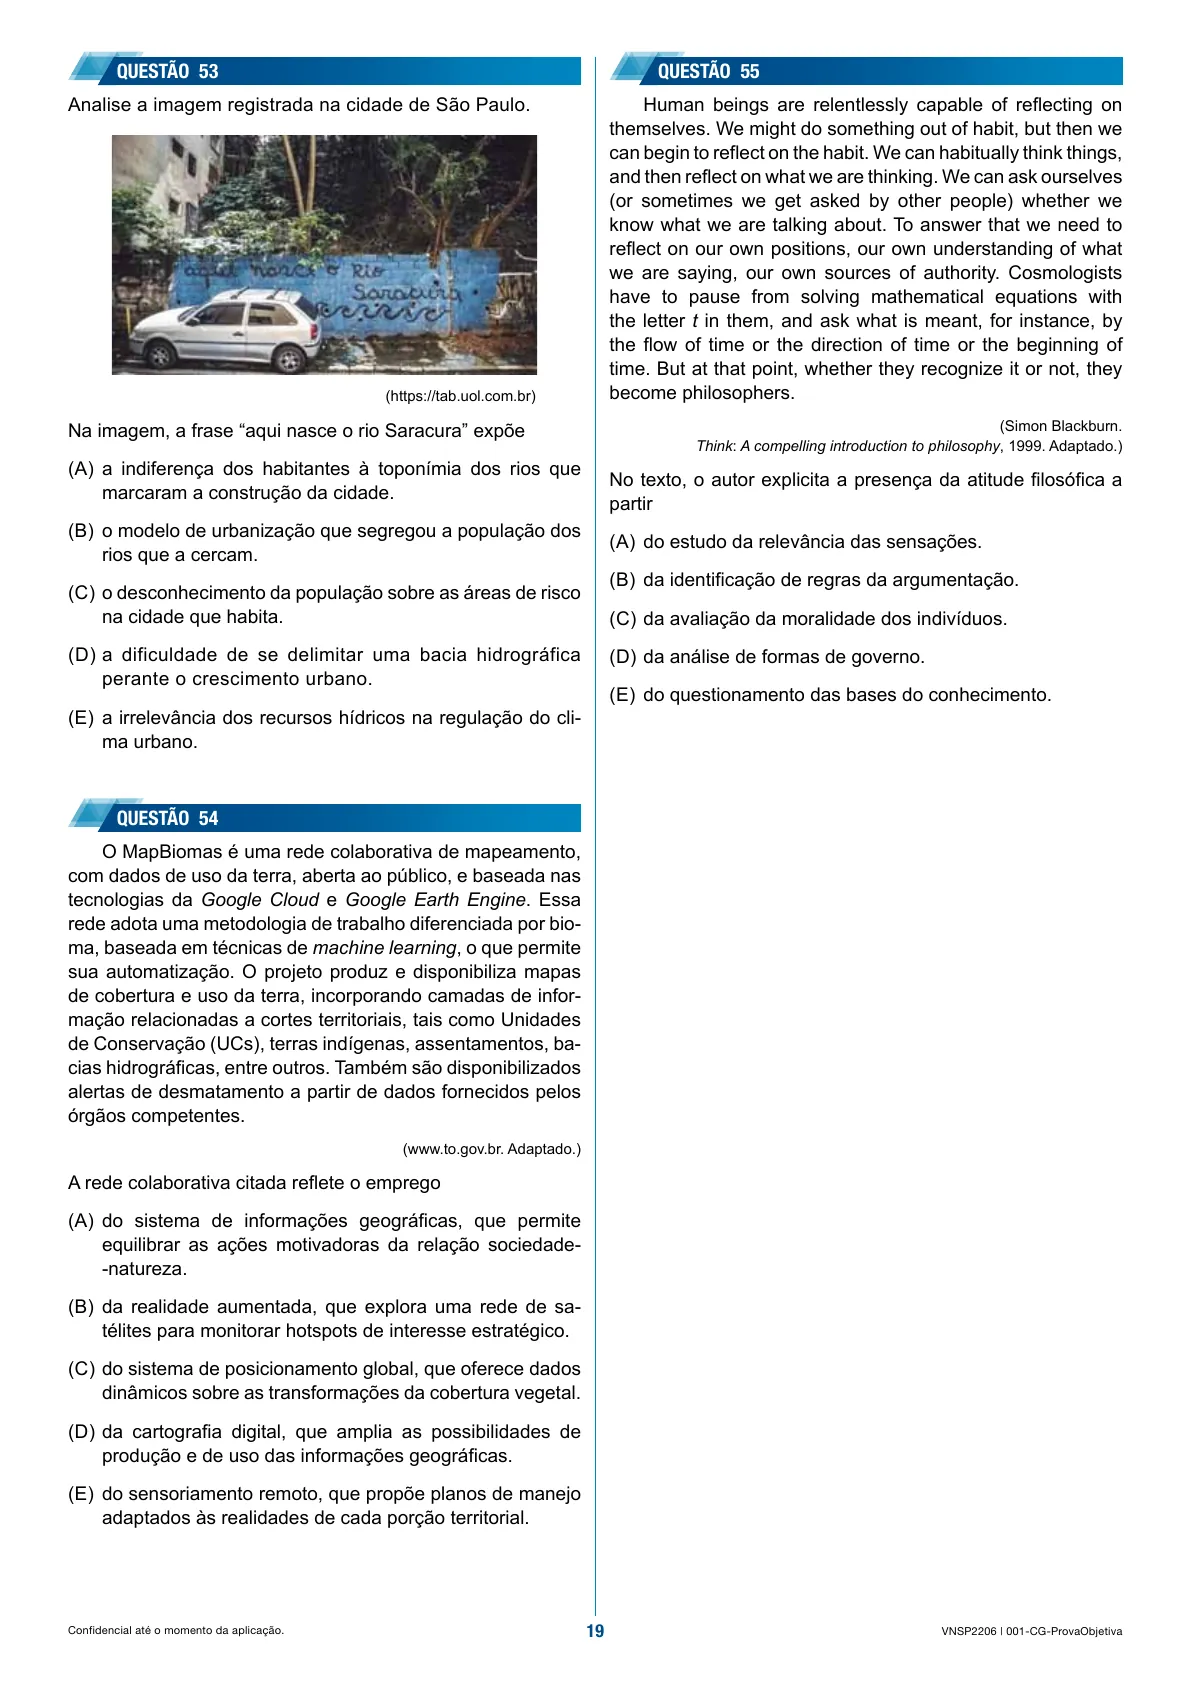 QUESTÃO 53
Analise a imagem registrada na cidade de São Paulo.
aqui nasce o Rio
Saracura
(https://tab.uol.com.br)
Na imagem, a frase “aqui nasce o rio Saracura” expõe
(A) a indiferença dos habitantes à toponímia dos rios que
marcaram a construção da cidade.
(B) o modelo de urbanização que segregou a população dos
rios que a cercam.
(C) o desconhecimento da população sobre as áreas de risco
na cidade que habita.
(D) a dificuldade de se delimitar uma bacia hidrográfica
perante o crescimento urbano.
(E) a irrelevância dos recursos hídricos na regulação do cli-
ma urbano.
QUESTÃO 54
O MapBiomas é uma rede colaborativa de mapeamento,
com dados de uso da terra, aberta ao público, e baseada nas
tecnologias da Google Cloud e Google Earth Engine. Essa
rede adota uma metodologia de trabalho diferenciada por bio-
ma, baseada em técnicas de machine learning, o que permite
sua automatização. O projeto produz e disponibiliza mapas
de cobertura e uso da terra, incorporando camadas de infor-
mação relacionadas a cortes territoriais, tais como Unidades
de Conservação (UCs), terras indígenas, assentamentos, ba-
cias hidrográficas, entre outros. Também são disponibilizados
alertas de desmatamento a partir de dados fornecidos pelos
órgãos competentes.
(www.to.gov.br. Adaptado.)
A rede colaborativa citada reflete o emprego
(A) do sistema de informações geográficas, que permite
equilibrar as ações motivadoras da relação sociedade-
-natureza.
(B) da realidade aumentada, que explora uma rede de sa-
télites para monitorar hotspots de interesse estratégico.
(C) do sistema de posicionamento global, que oferece dados
dinâmicos sobre as transformações da cobertura vegetal.
(D) da cartografia digital, que amplia as possibilidades de
produção e de uso das informações geográficas.
(E) do sensoriamento remoto, que propõe planos de manejo
adaptados às realidades de cada porção territorial.
QUESTÃO 55
Human beings are relentlessly capable of reflecting on
themselves. We might do something out of habit, but then we
can begin to reflect on the habit. We can habitually think things,
and then reflect on what we are thinking. We can ask ourselves
(or sometimes we get asked by other people) whether we
know what we are talking about. To answer that we need to
reflect on our own positions, our own understanding of what
we are saying, our own sources of authority. Cosmologists
have to pause from solving mathematical equations with
the letter t in them, and ask what is meant, for instance, by
the flow of time or the direction of time or the beginning of
time. But at that point, whether they recognize it or not, they
become philosophers.
(Simon Blackburn.
Think: A compelling introduction to philosophy, 1999. Adaptado.)
No texto, o autor explicita a presença da atitude filosófica a
partir
(A) do estudo da relevância das sensações.
(B) da identificação de regras da argumentação.
(C) da avaliação da moralidade dos indivíduos.
(D) da análise de formas de governo.
(E) do questionamento das bases do conhecimento.
Confidencial até o momento da aplicação.
19
VNSP2206 | 001-CG-ProvaObjetiva